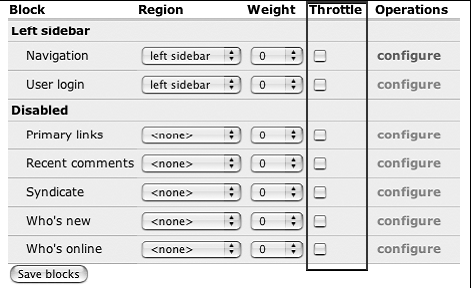 Block Region Weight Throttle Operations
Left sidebar
Navigation left sidebar 0 configure
User login left sidebar 0 configure
Disabled
Primary links <none> 0 configure
Recent comments <none> 0 configure
Syndicate <none> 0 configure
Who's new <none> 0 configure
Who's online <none> 0 configure
Save blocks